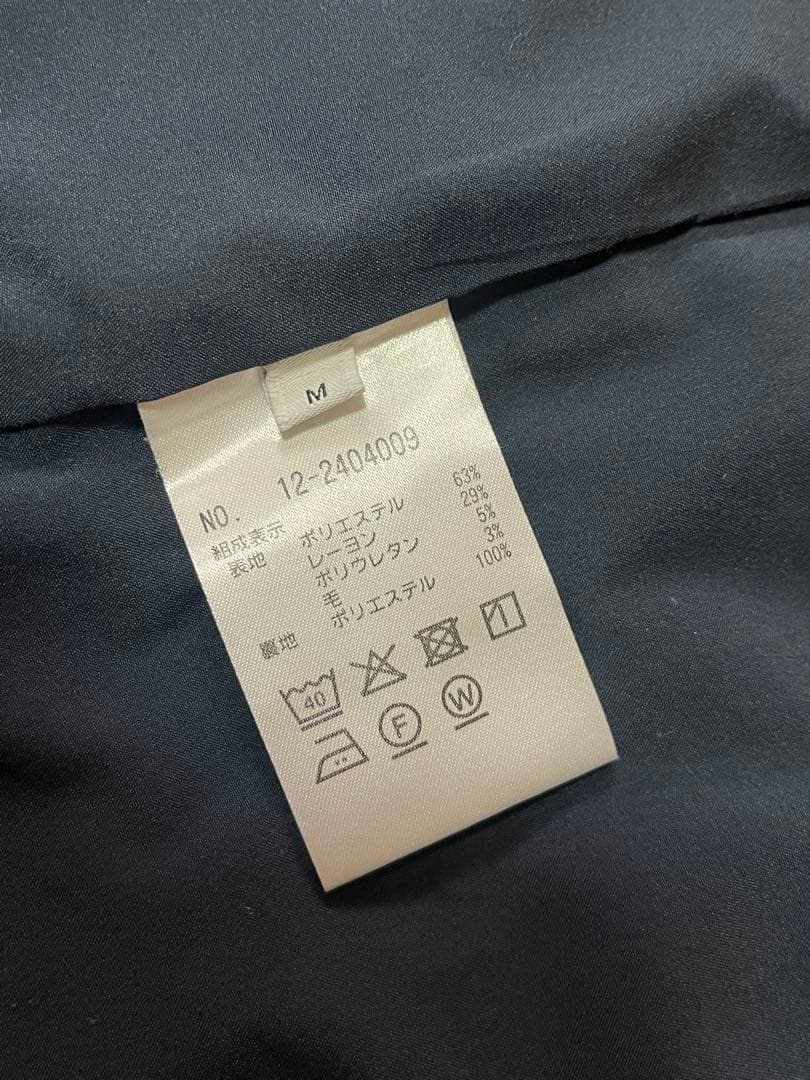 M
NO. 12-2404009
組成表示
表地 ポリエステル 63%
レーヨン 29%
ポリウレタン 5%
毛 3%
裏地 ポリエステル 100%
40
F W